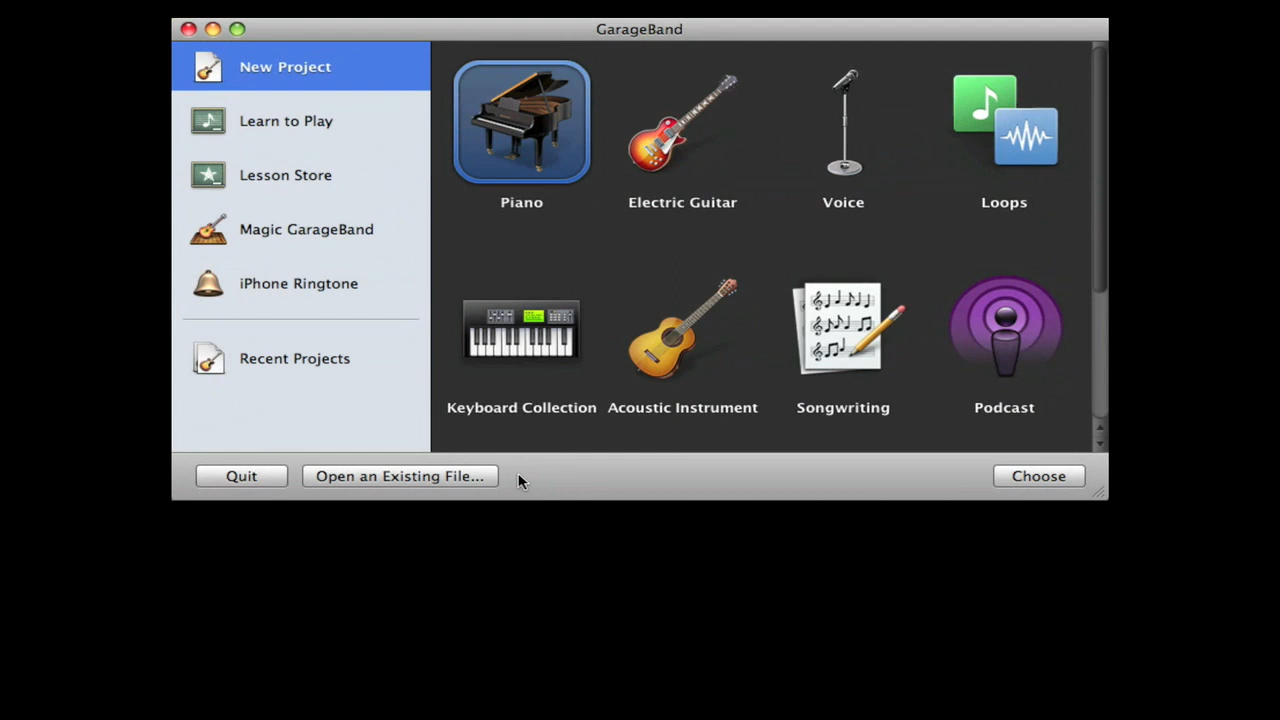 GarageBand
New Project
Learn to Play
Lesson Store
Magic GarageBand
iPhone Ringtone
Recent Projects
Piano
Electric Guitar
Voice
Loops
Keyboard Collection
Acoustic Instrument
Songwriting
Podcast
Quit
Open an Existing File...
Choose